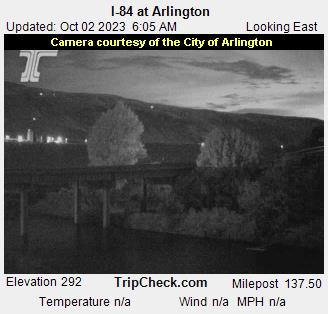 I-84 at Arlington
Updated: Oct 02 2023 6:05 AM Looking East
Camera courtesy of the City of Arlington
Elevation 292 TripCheck.com Milepost 137.50
Temperature n/a Wind n/a MPH n/a